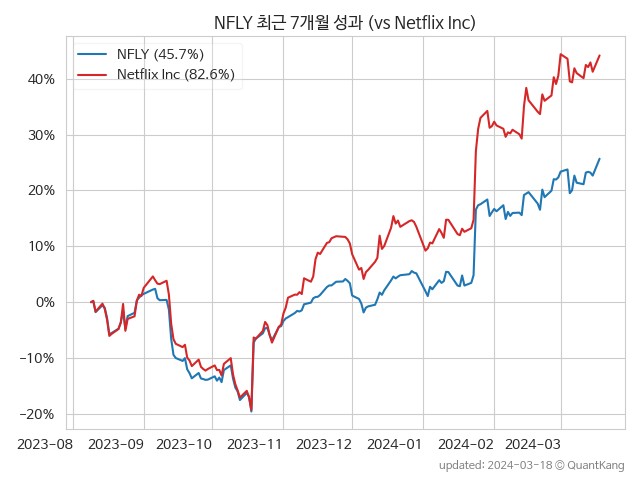 NFLY 최근 7개월 성과 (vs Netflix Inc)
NFLY (45.7%)
Netflix Inc (82.6%)
40%
30%
20%
10%
0%
−10%
−20%
2023−08 2023−09 2023−10 2023−11 2023−12 2024−01 2024−02 2024−03
updated: 2024-03-18 © QuantKang